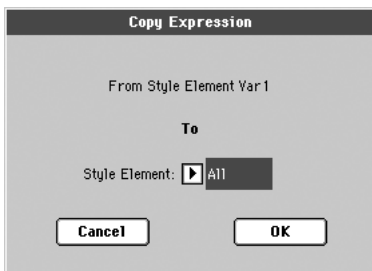 Copy Expression
From Style Element Var1
To
Style Element: All
Cancel OK